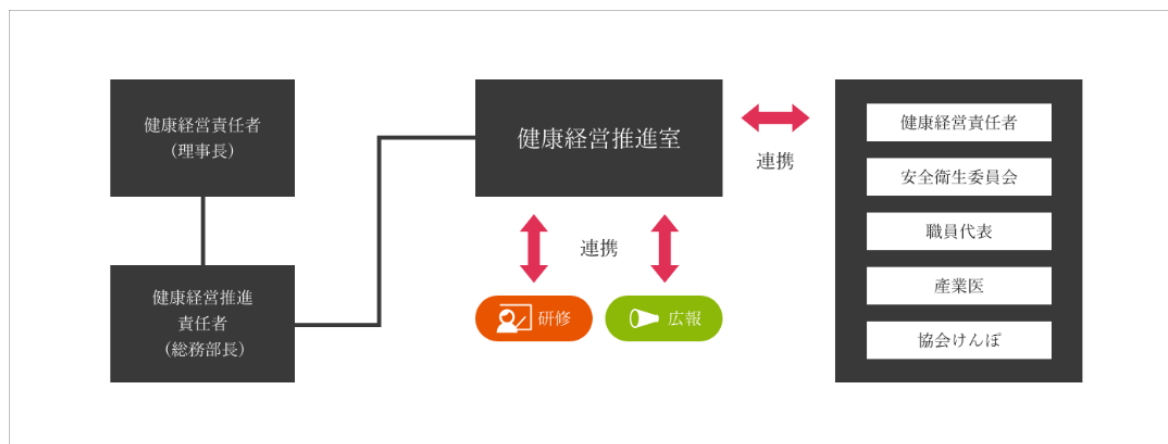 健康経営責任者
(理事長)
健康経営推進
責任者
(総務部長)
健康経営推進室
連携
研修
広報
連携
健康経営責任者
安全衛生委員会
職員代表
産業医
協会けんぽ